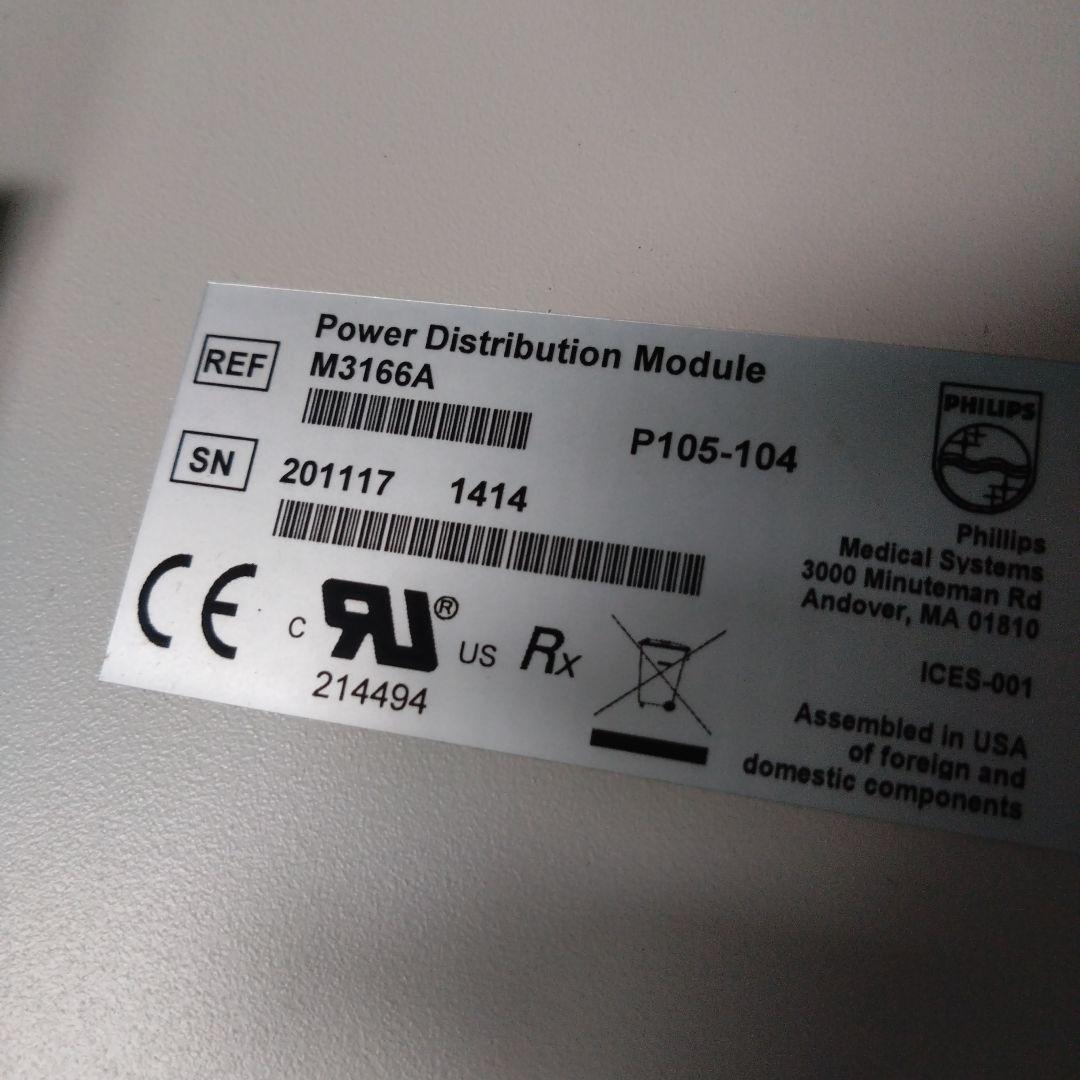 Power Distribution Module
REF M3166A
P105-104
SN 201117 1414
PHILIPS
Phillips
Medical Systems
3000 Minuteman Rd
Andover, MA 01810
ICES-001
Assembled in USA
of foreign and
domestic components
CE
C RU® US
214494
Rx